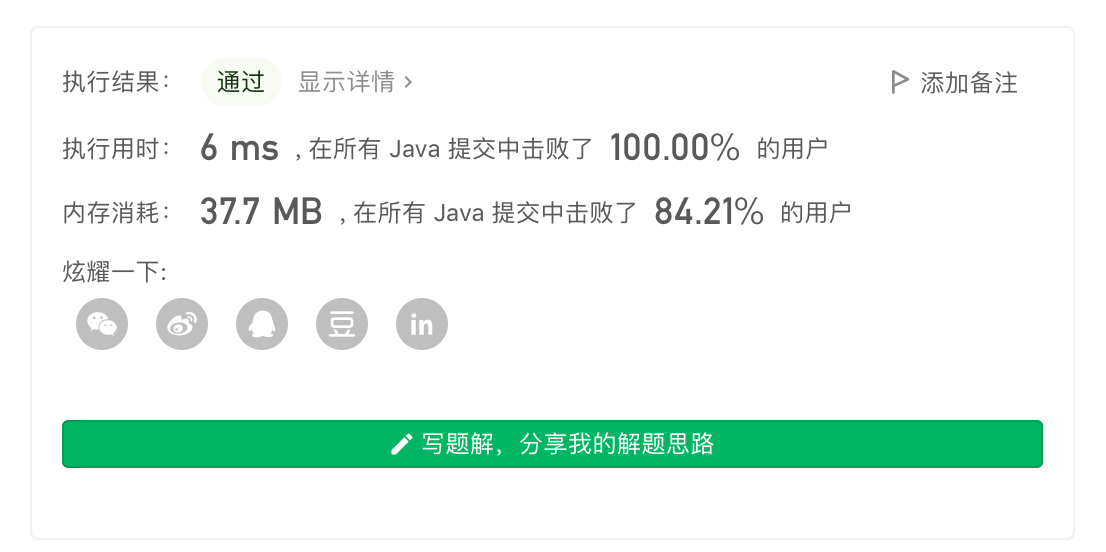 执行结果： 通过 显示详情 › 添加备注
执行用时： 6 ms , 在所有 Java 提交中击败了 100.00% 的用户
内存消耗： 37.7 MB , 在所有 Java 提交中击败了 84.21% 的用户
炫耀一下:
豆 in
写题解，分享我的解题思路